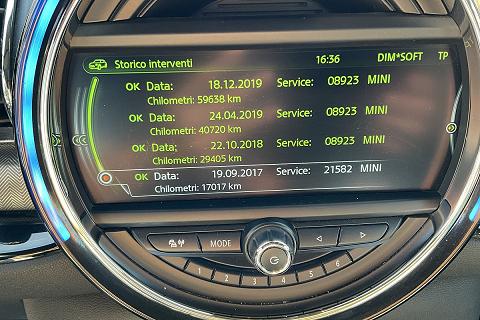 Storico interventi 16:36 DIM*SOFT TP
OK Data: 18.12.2019 Service: 08923 MINI
Chilometri: 59638 km
OK Data: 24.04.2019 Service: 08923 MINI
Chilometri: 40720 km
OK Data: 22.10.2018 Service: 08923 MINI
Chilometri: 29405 km
OK Data: 19.09.2017 Service: 21582 MINI
Chilometri: 17017 km
MODE
1 2 3 4 5 6